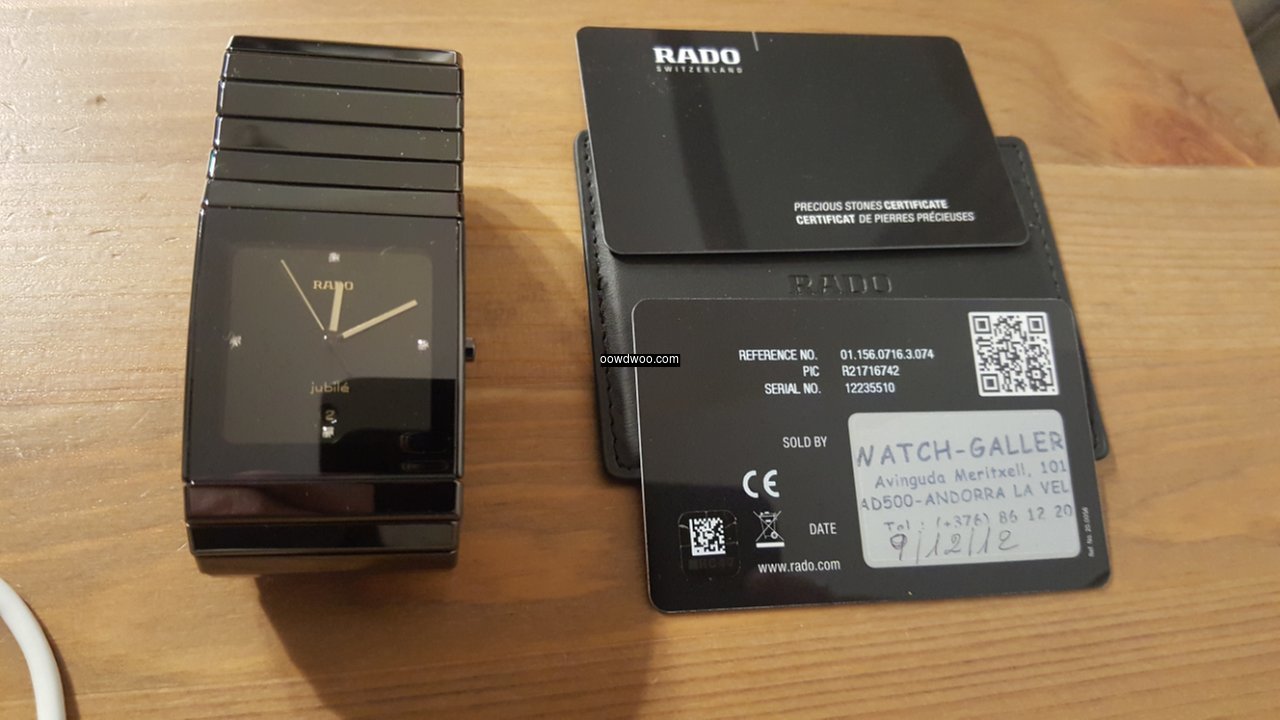 RADO
jubilé
2
RADO
SWITZERLAND
PRECIOUS STONES CERTIFICATE
CERTIFICAT DE PIERRES PRÉCIEUSES
RADO
oowdwoo.com
REFERENCE NO. 01.156.0716.3.074
PIC R21716742
SERIAL NO. 12235510
SOLD BY
WATCH-GALLER
Avinguda Meritxell, 101
AD500-ANDORRA LA VEL
Tel.: (+376) 86 12 20
9/12/12
CE
DATE
www.rado.com